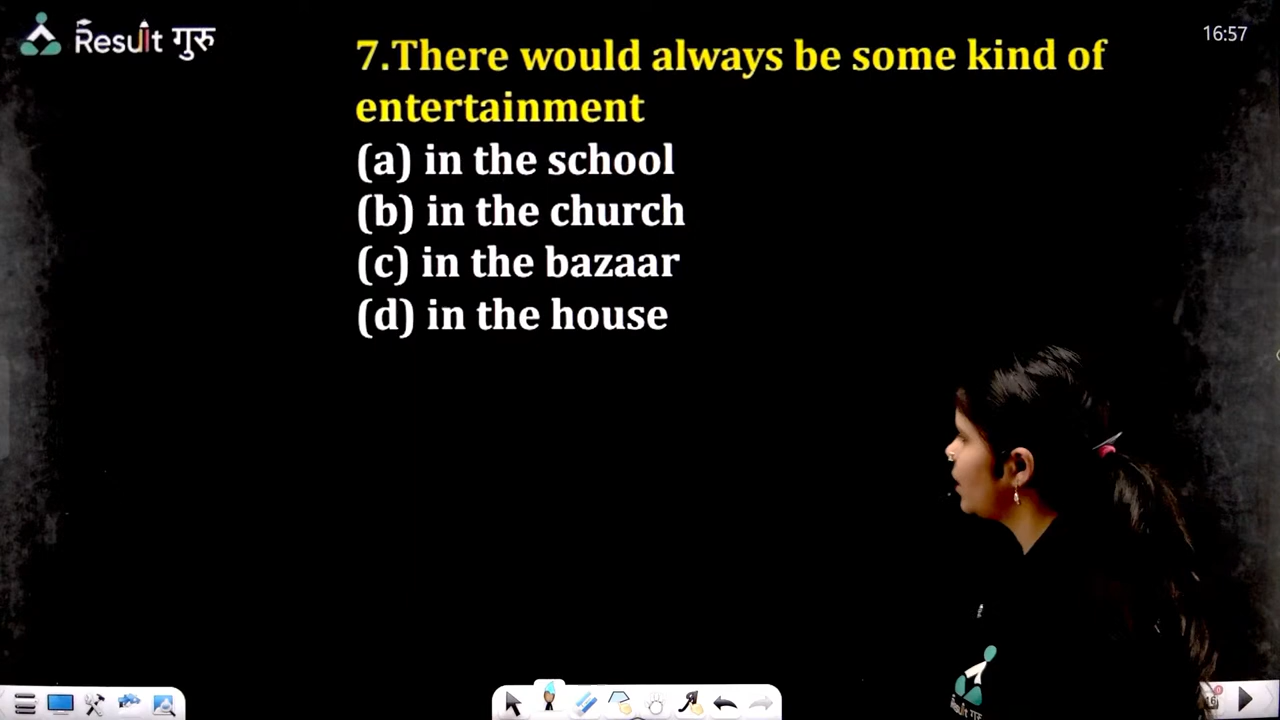 Result गुरु
16:57
7.There would always be some kind of
entertainment
(a) in the school
(b) in the church
(c) in the bazaar
(d) in the house